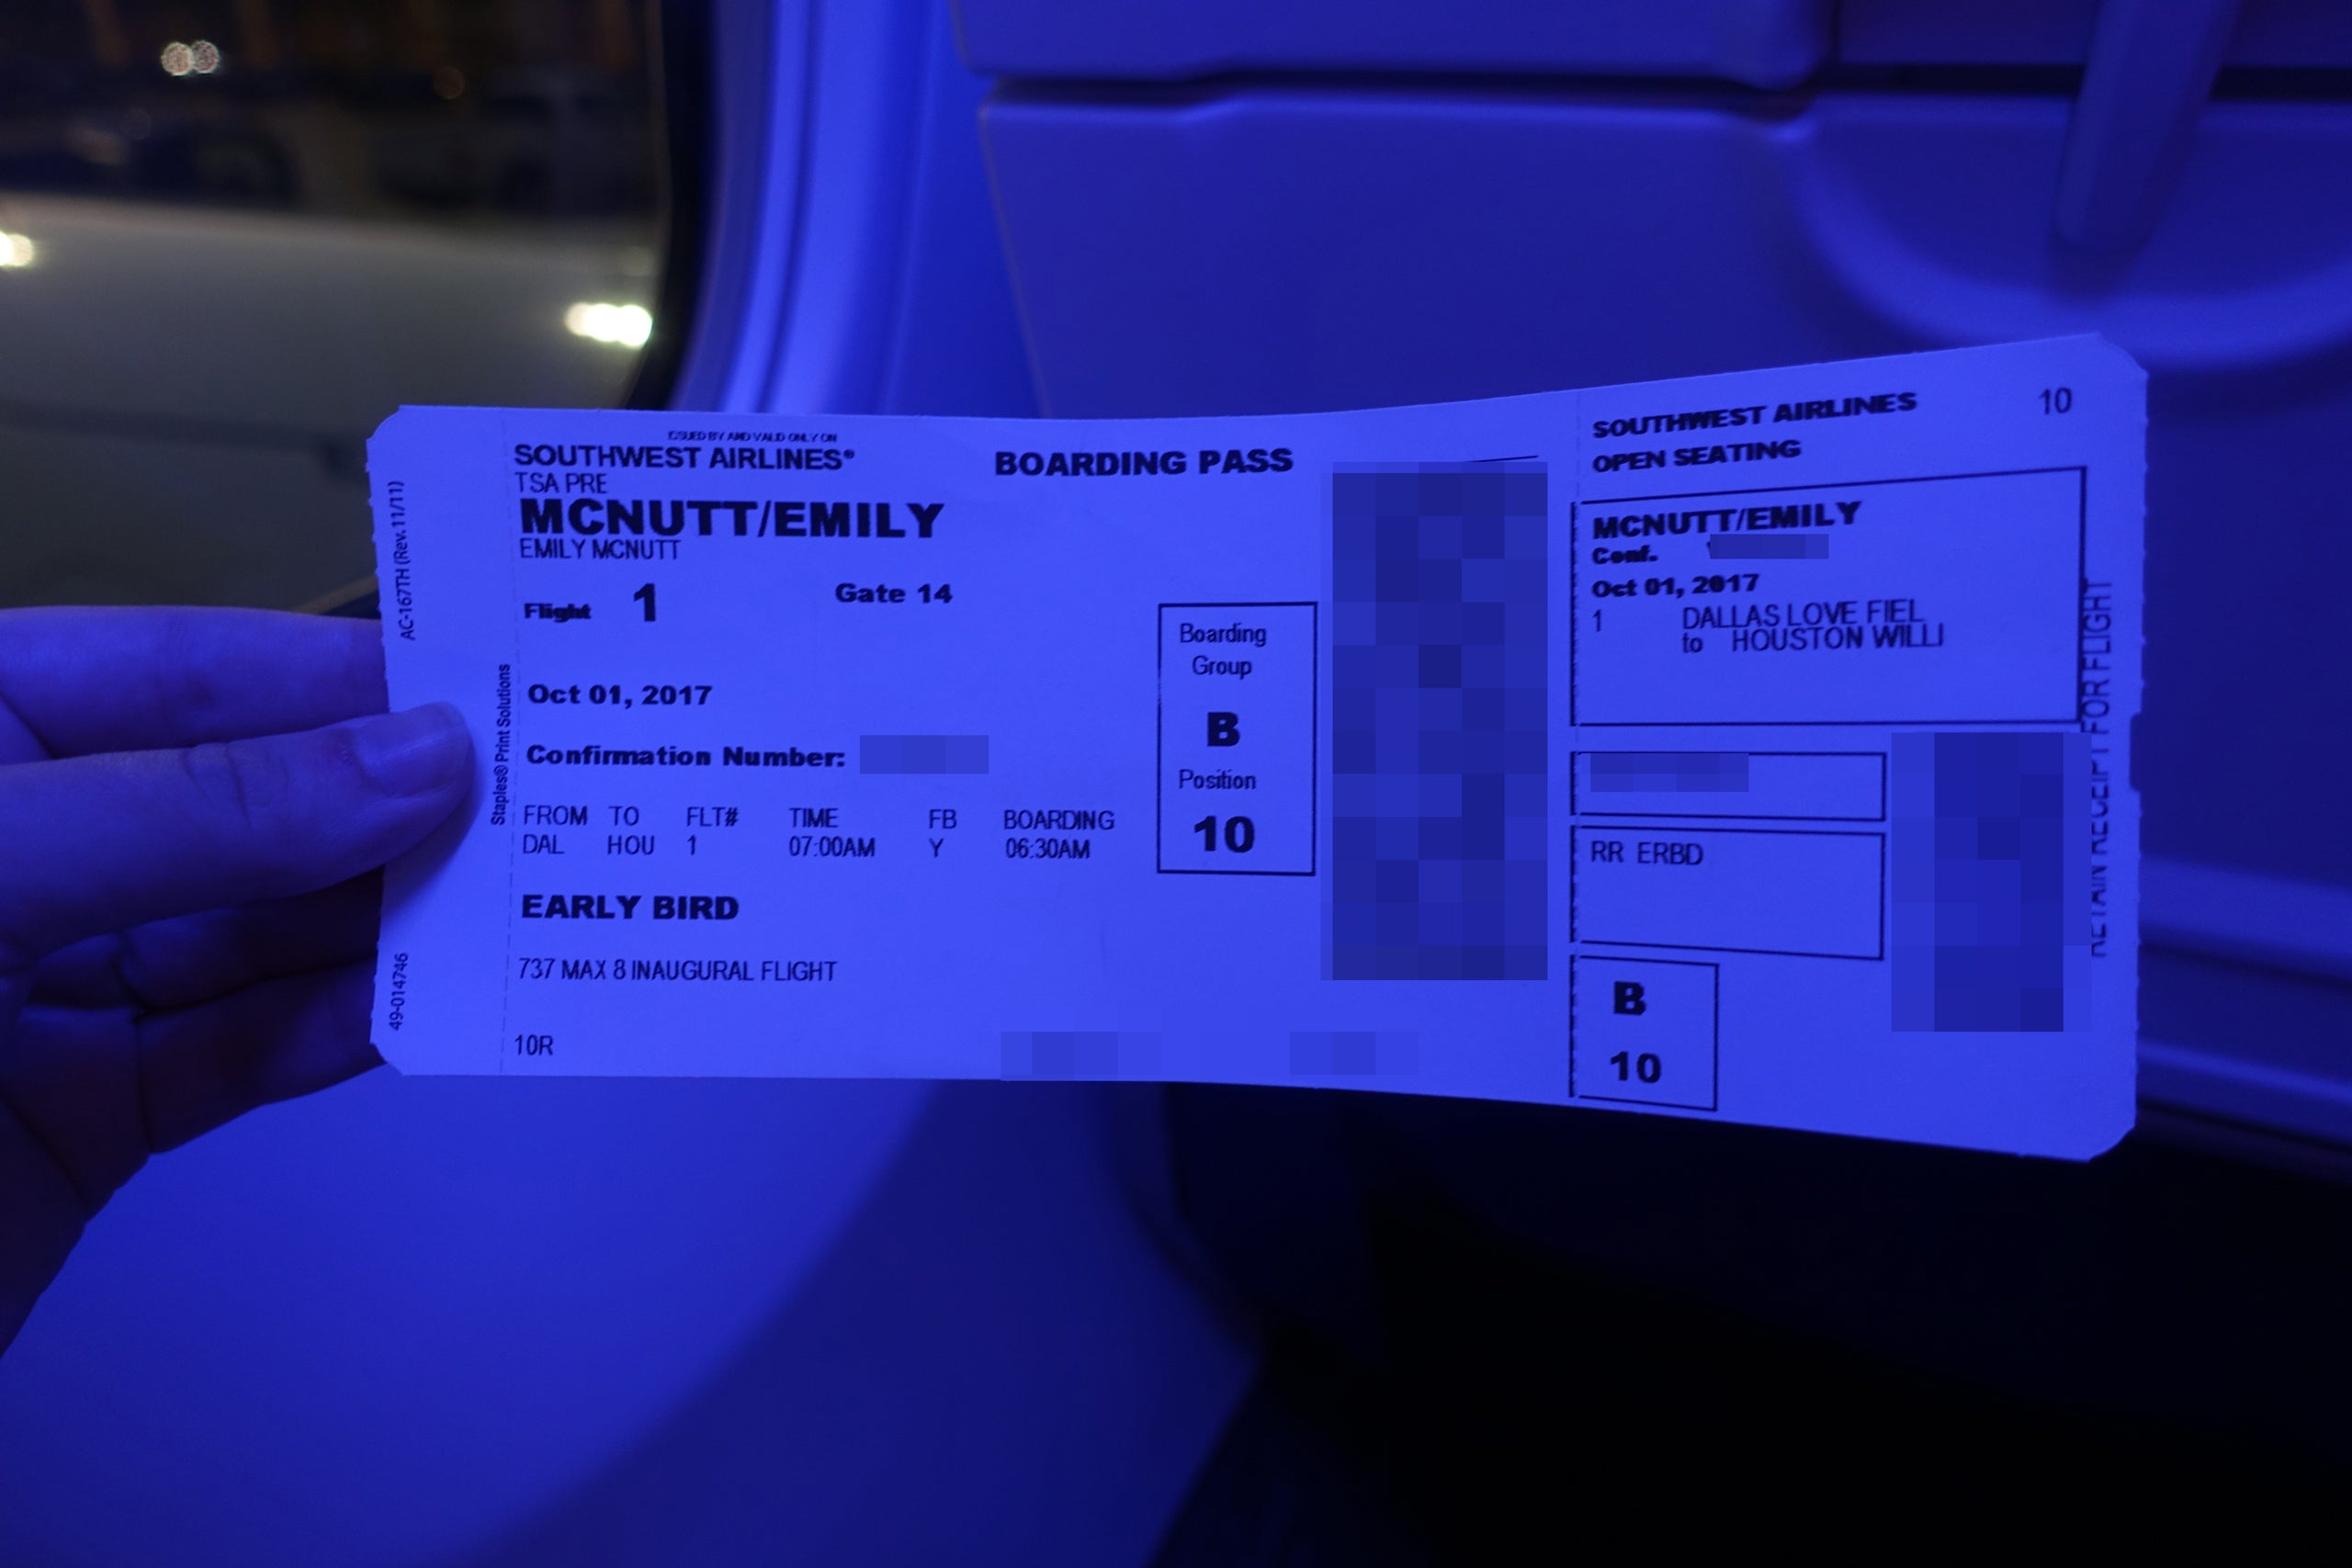 ISSUED BY AND VALID ONLY ON
SOUTHWEST AIRLINES®
BOARDING PASS
TSA PRE
MCNUTT/EMILY
EMILY MCNUTT
Flight 1 Gate 14
Oct 01, 2017
Confirmation Number:
FROM TO FLT# TIME FB BOARDING
DAL HOU 1 07:00AM Y 06:30AM
EARLY BIRD
737 MAX 8 INAUGURAL FLIGHT
10R
Boarding
Group
B
Position
10
AC-167TH (Rev. 11/11)
Staples® Print Solutions
49-014746
SOUTHWEST AIRLINES 10
OPEN SEATING
MCNUTT/EMILY
Conf.
Oct 01, 2017
1 DALLAS LOVE FIEL
to HOUSTON WILLI
RR ERBD
B
10
RETAIN RECEIPT FOR FLIGHT